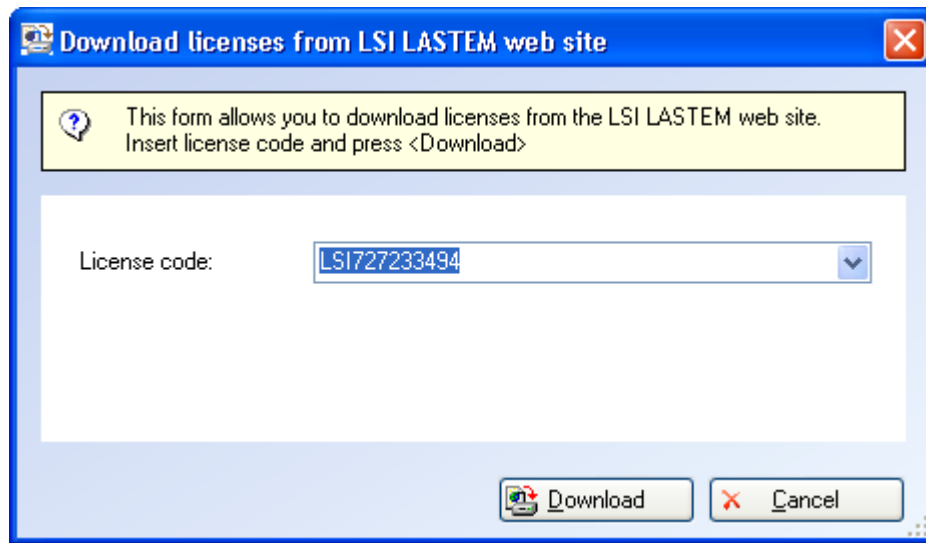 Download licenses from LSI LASTEM web site
This form allows you to download licenses from the LSI LASTEM web site.
Insert license code and press <Download>
License code:
LSI727233494
Download
Cancel